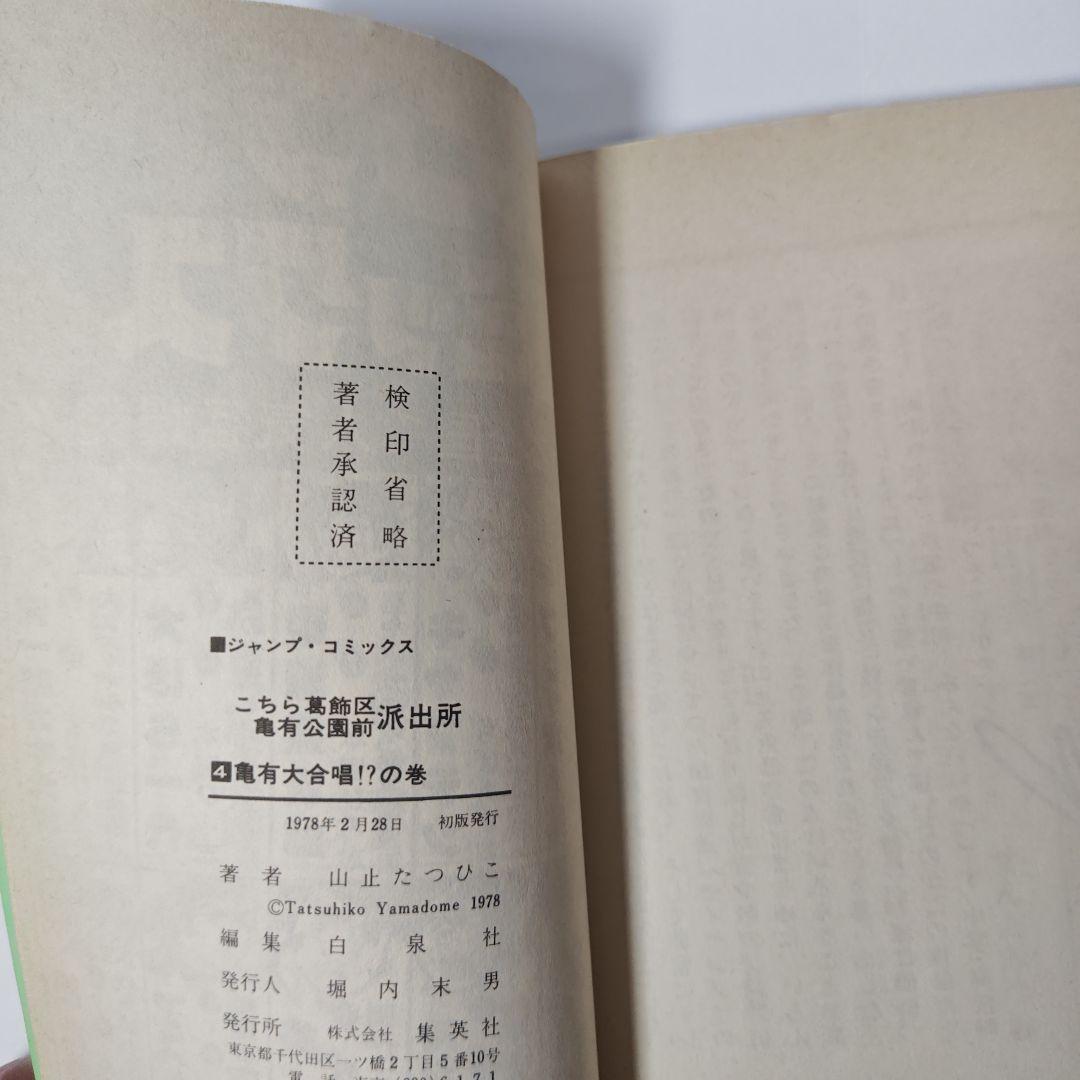 検印省略
著者承認済
■ジャンプ・コミックス
こちら葛飾区
亀有公園前派出所
4亀有大合唱!?の巻
1978年2月28日 初版発行
著者 山止たつひこ
©Tatsuhiko Yamadome 1978
編集 白泉社
発行人 堀内末男
発行所 株式会社 集英社
東京都千代田区一ツ橋2丁目5番10号